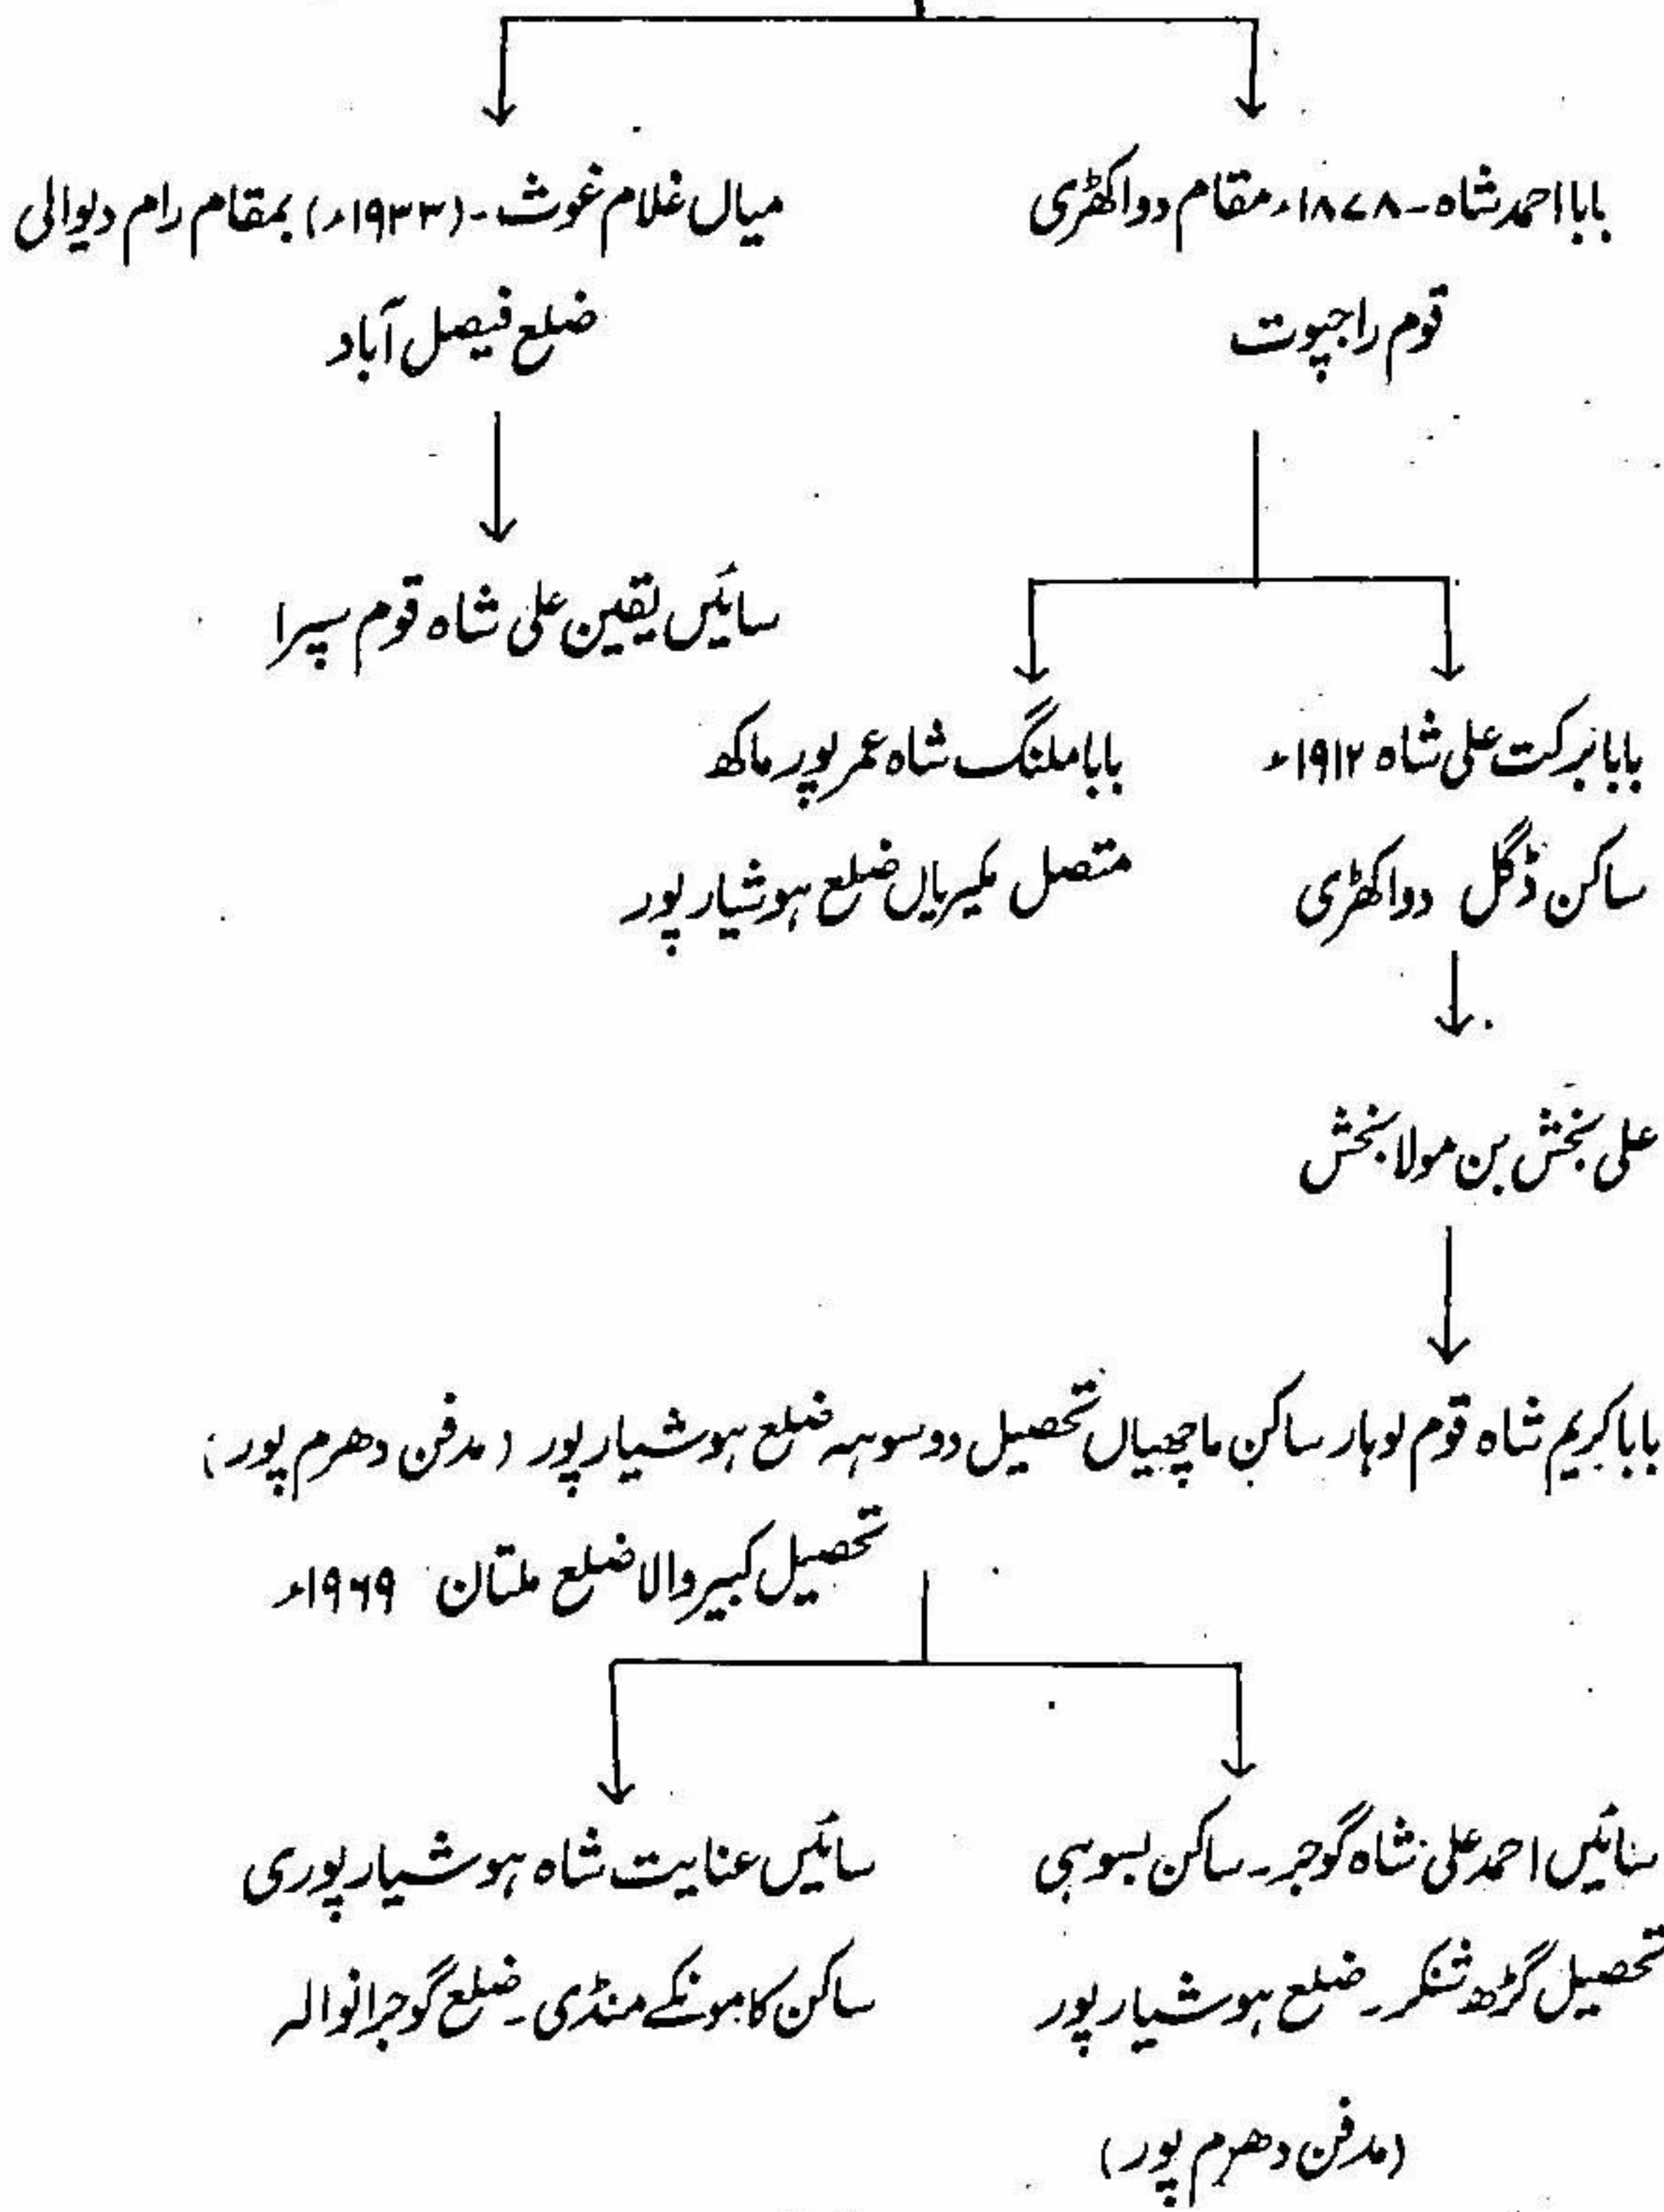 بابا احمد شاہ۔ ۱۸۷۸ء مقام دواکھڑی
قوم راجپوت
میاں غلام غوث۔ (۱۹۳۳ء) بمقام رام دیوالی
ضلع فیصل آباد
سائیں یقین علی شاہ قوم سپرا
بابا برکت علی شاہ ۱۹۱۲ء
ساکن ڈگل دواکھڑی
بابا ملنگ شاہ عمر پور ماکھ
متصل مکیریاں ضلع ہوشیار پور
علی بخش بن مولا بخش
بابا کریم شاہ قوم لوہار ساکن ماچھیاں تحصیل دوسوہہ ضلع ہوشیار پور (مدفن دھرم پور)
تحصیل کبیر والا ضلع ملتان ۱۹۶۹ء
سائیں احمد علی شاہ گوجر۔ ساکن بسوہی
تحصیل گڑھ شنکر۔ ضلع ہوشیار پور
(مدفن دھرم پور)
سائیں عنایت شاہ ہوشیار پوری
ساکن کامونکے منڈی۔ ضلع گوجرانوالہ